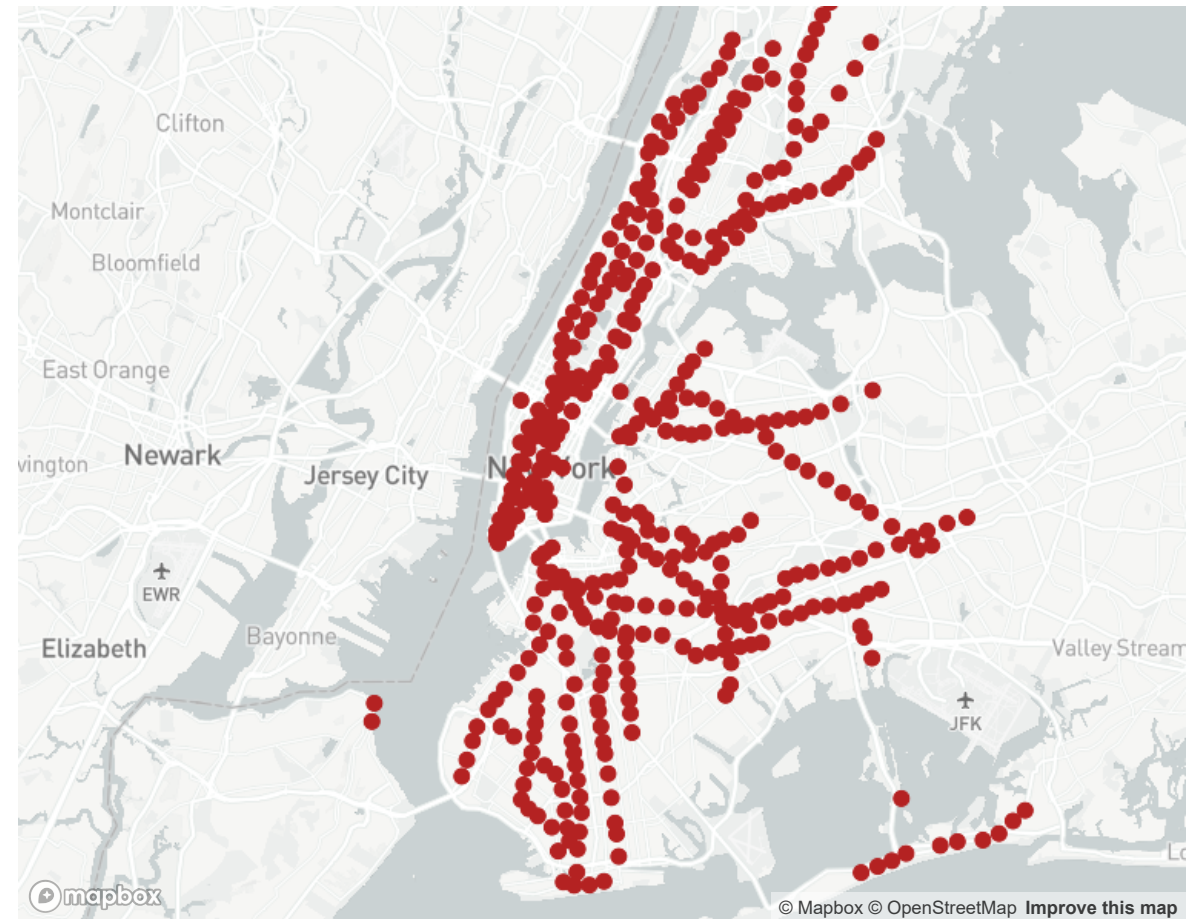 Clifton
Montclair
Bloomfield
East Orange
vington
Newark
Jersey City
New York
EWR
Elizabeth
Bayonne
Valley Stream
JFK
Lo
mapbox
© Mapbox © OpenStreetMap Improve this map